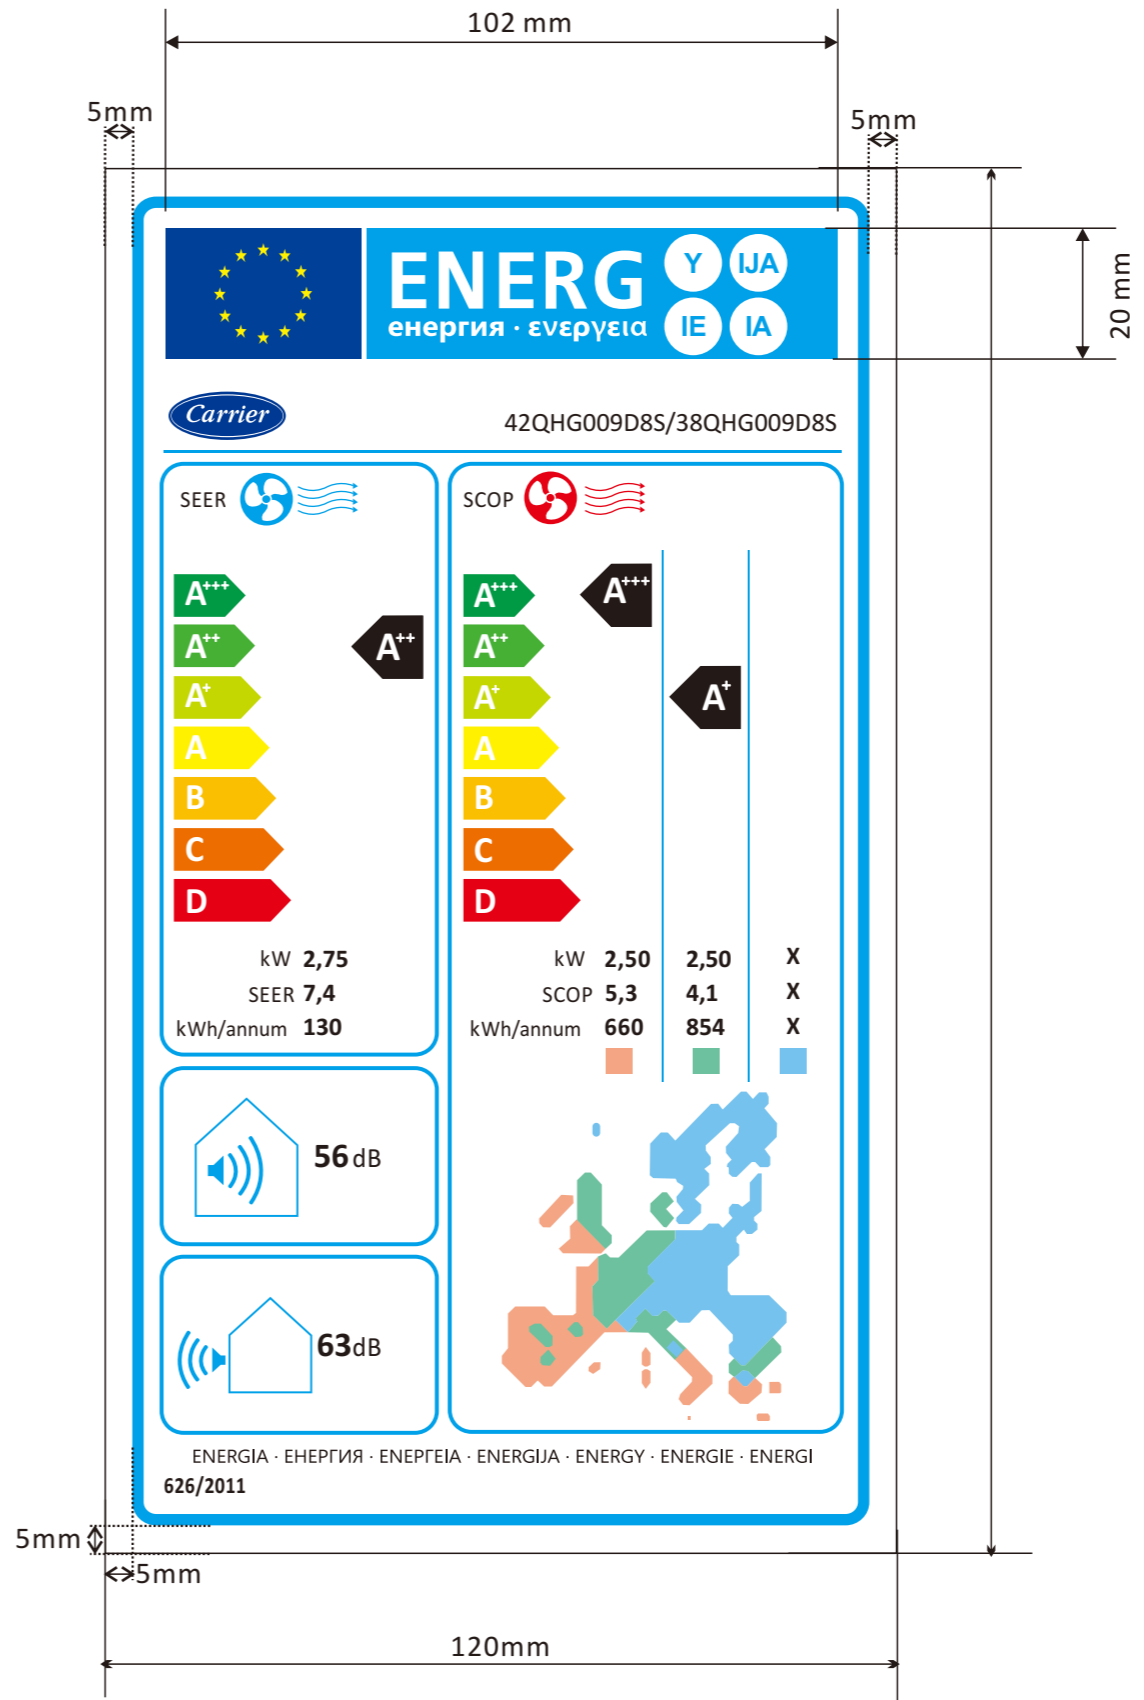 102 mm
5mm
5mm
ENERG Y IJA
енергия · ενεργεια IE IA
20 mm
Carrier
42QHG009D8S/38QHG009D8S
SEER
SCOP
A+++
A++
A+
A
B
C
D
A++
A+++
A++
A+
A
B
C
D
A+++
A+
kW 2,75
SEER 7,4
kWh/annum 130
kW 2,50 2,50 X
SCOP 5,3 4,1 X
kWh/annum 660 854 X
56 dB
63dB
ENERGIA · ЕНЕРГИЯ · ΕΝΕΡΓΕΙΑ · ENERGIJA · ENERGY · ENERGIE · ENERGI
626/2011
5mm
5mm
120mm